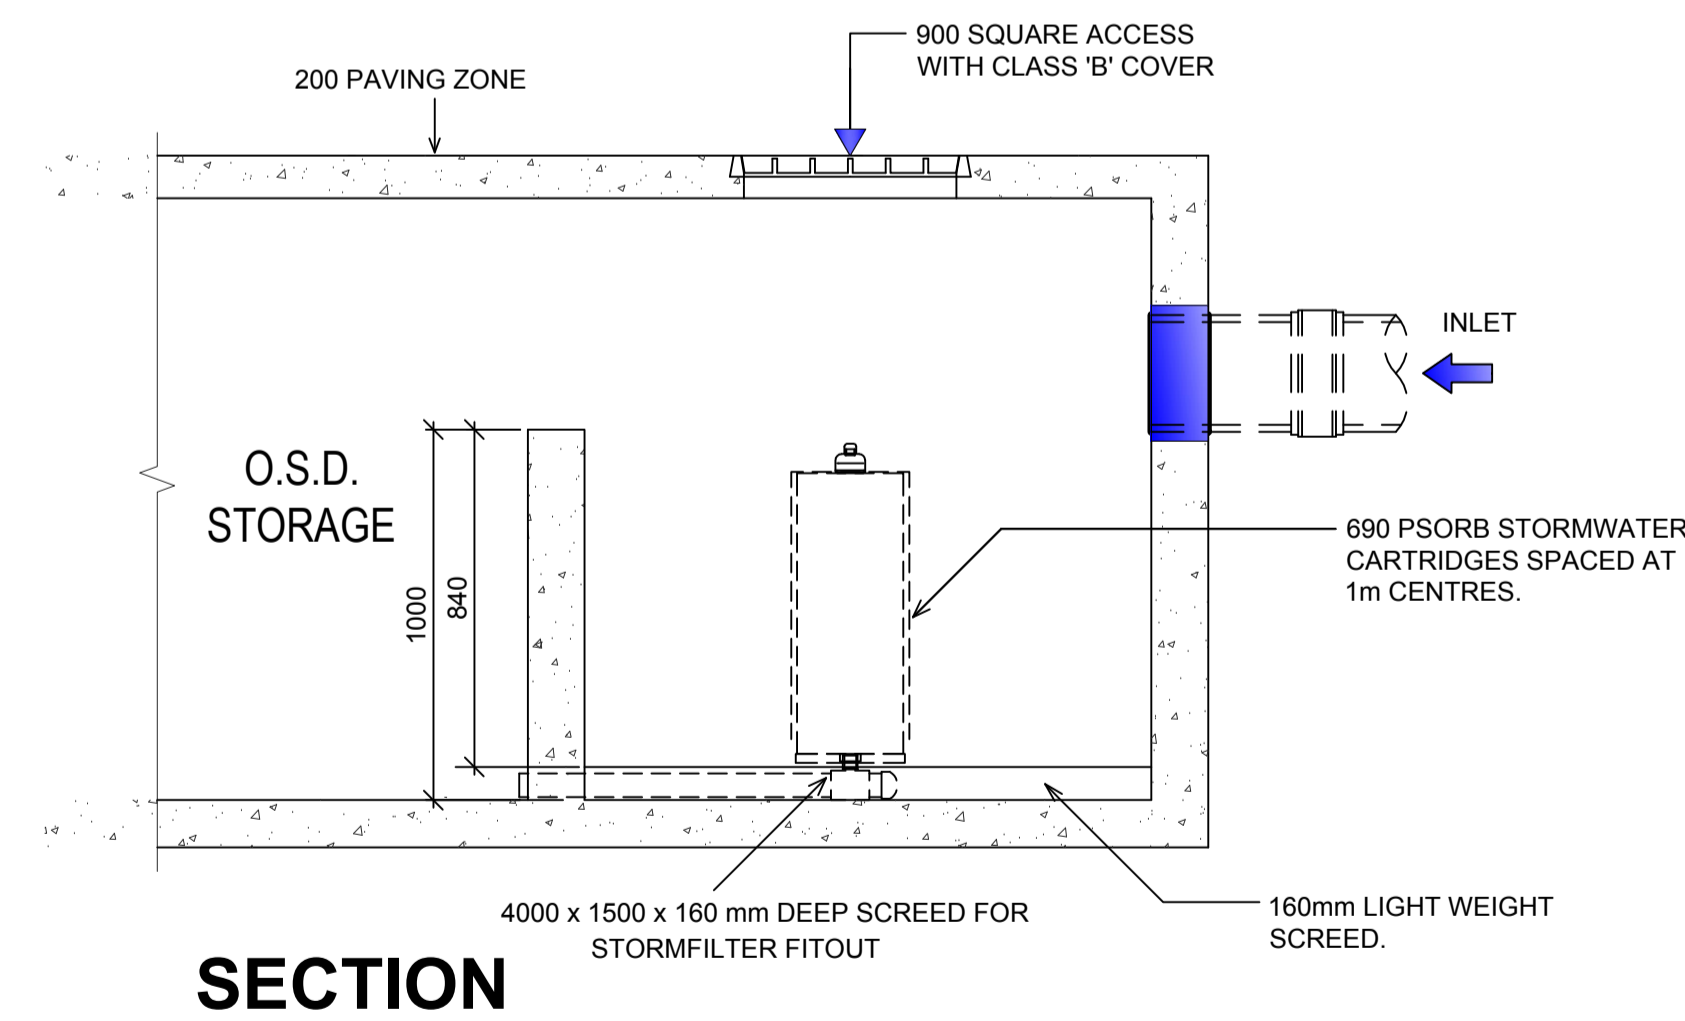 900 SQUARE ACCESS
WITH CLASS 'B' COVER
200 PAVING ZONE
INLET
O.S.D.
STORAGE
1000
840
690 PSORB STORMWATER
CARTRIDGES SPACED AT
1m CENTRES.
4000 x 1500 x 160 mm DEEP SCREED FOR
STORMFILTER FITOUT
160mm LIGHT WEIGHT
SCREED.
SECTION